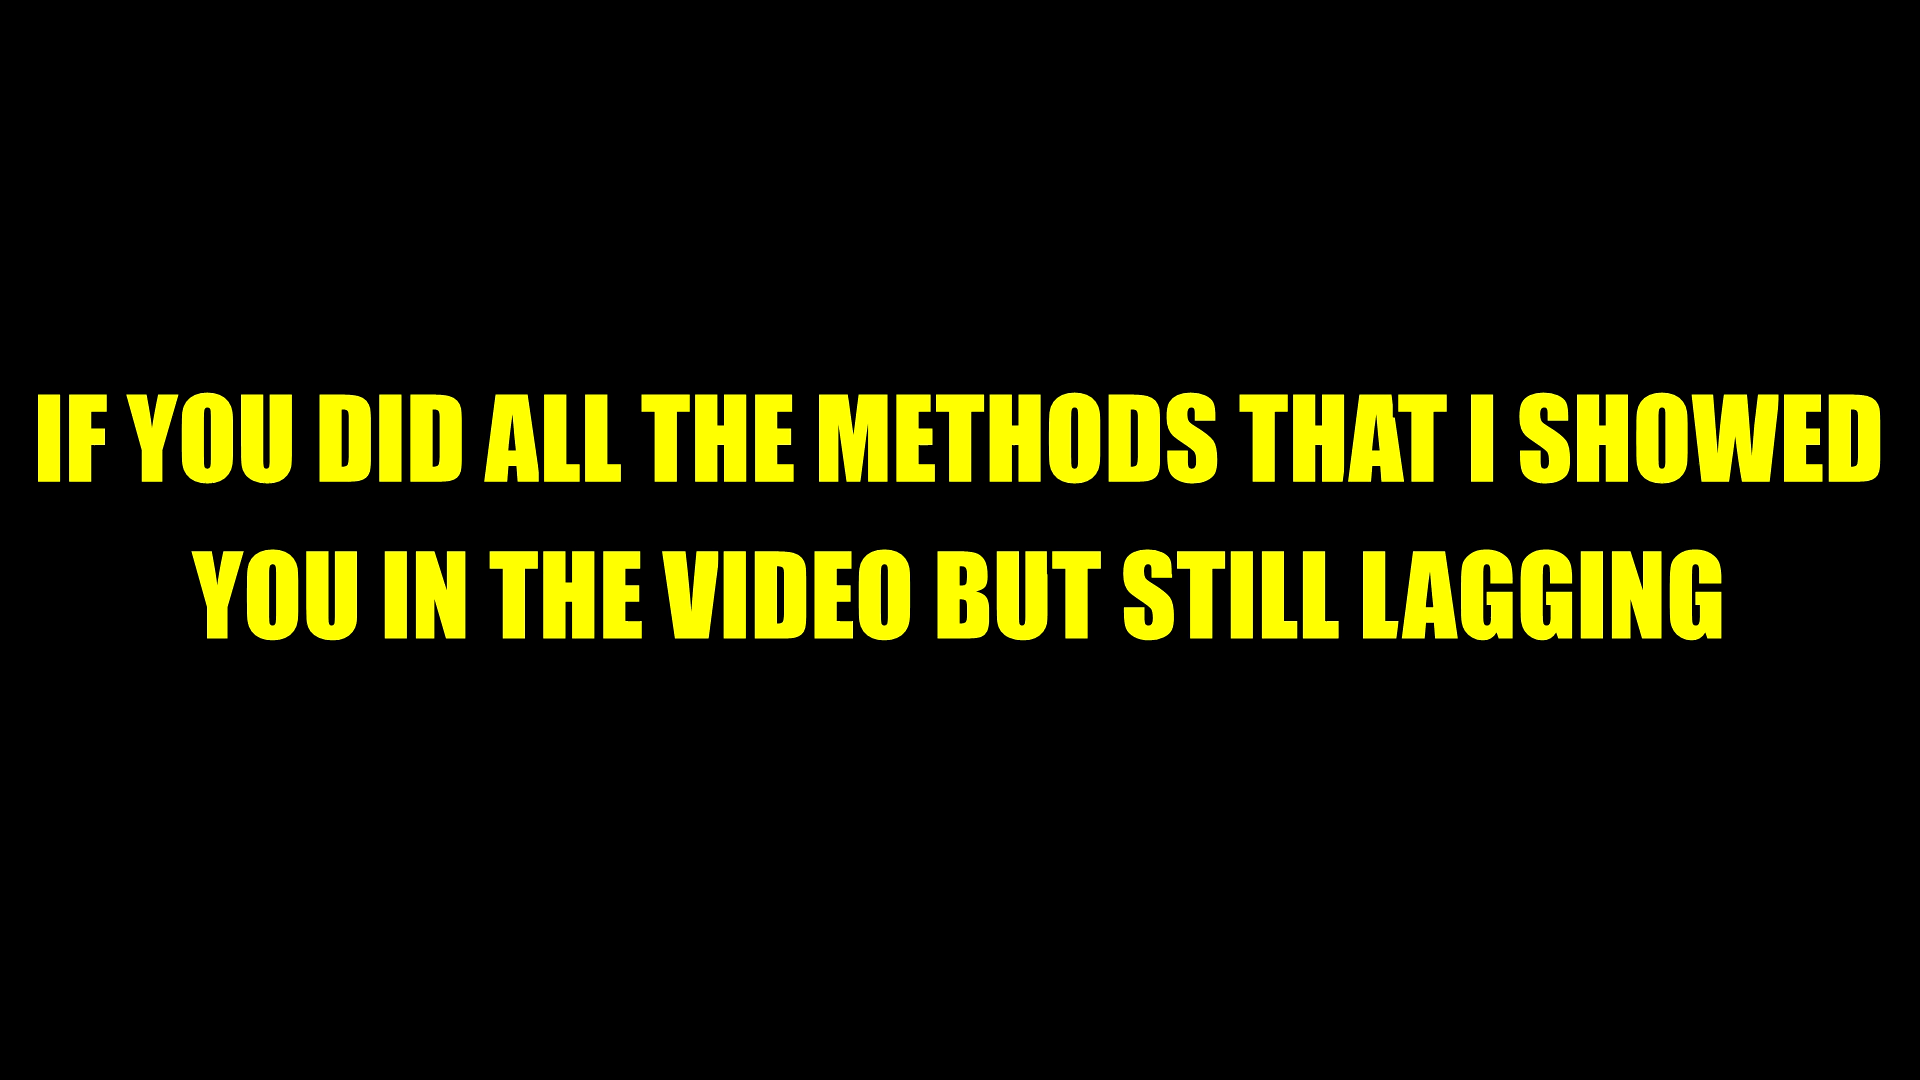 IF YOU DID ALL THE METHODS THAT I SHOWED
YOU IN THE VIDEO BUT STILL LAGGING